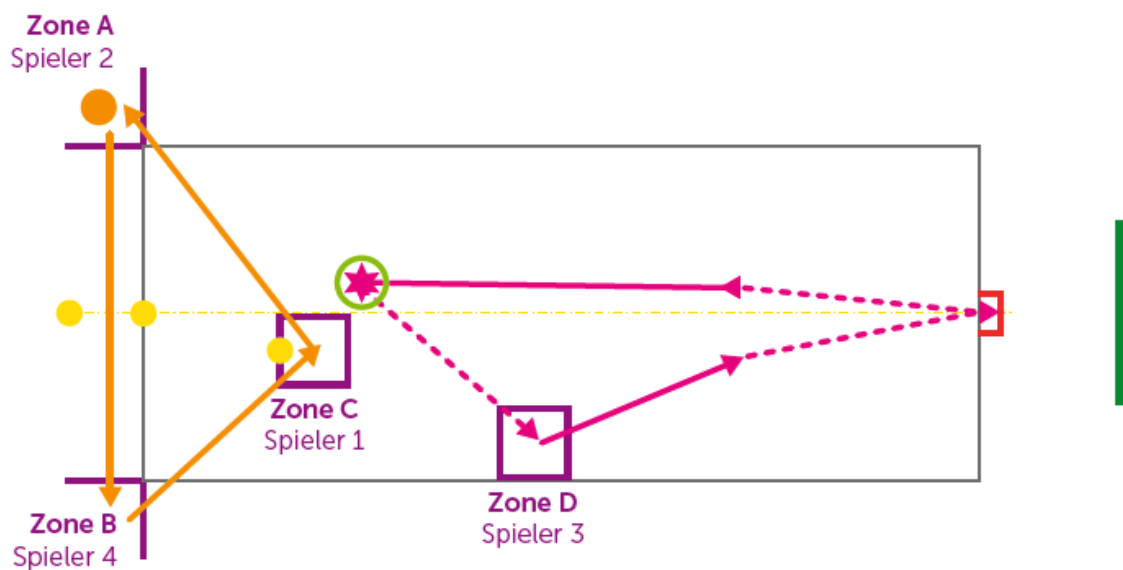 Zone A
Spieler 2
Zone C
Spieler 1
Zone D
Spieler 3
Zone B
Spieler 4